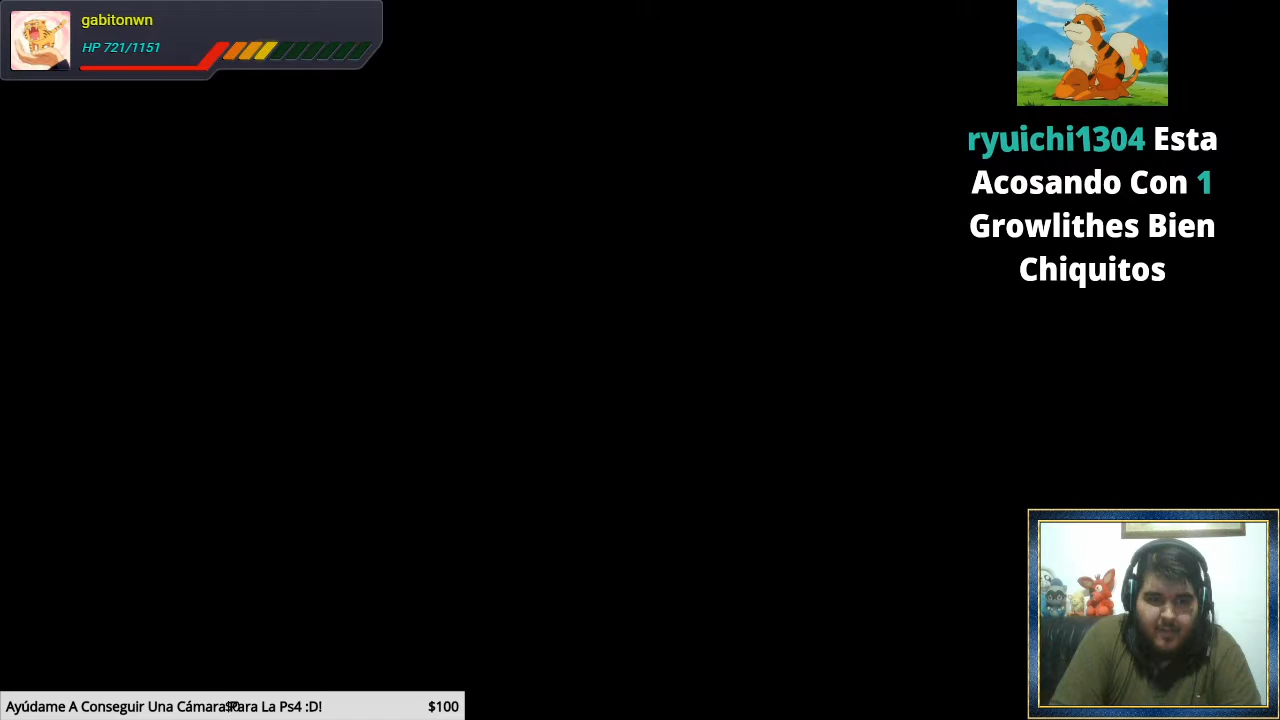 gabitonwn
HP 721/1151
ryuichi1304 Esta
Acosando Con 1
Growlithes Bien
Chiquitos
Ayúdame A Conseguir Una Cámara Para La Ps4 :D!
$0
$100